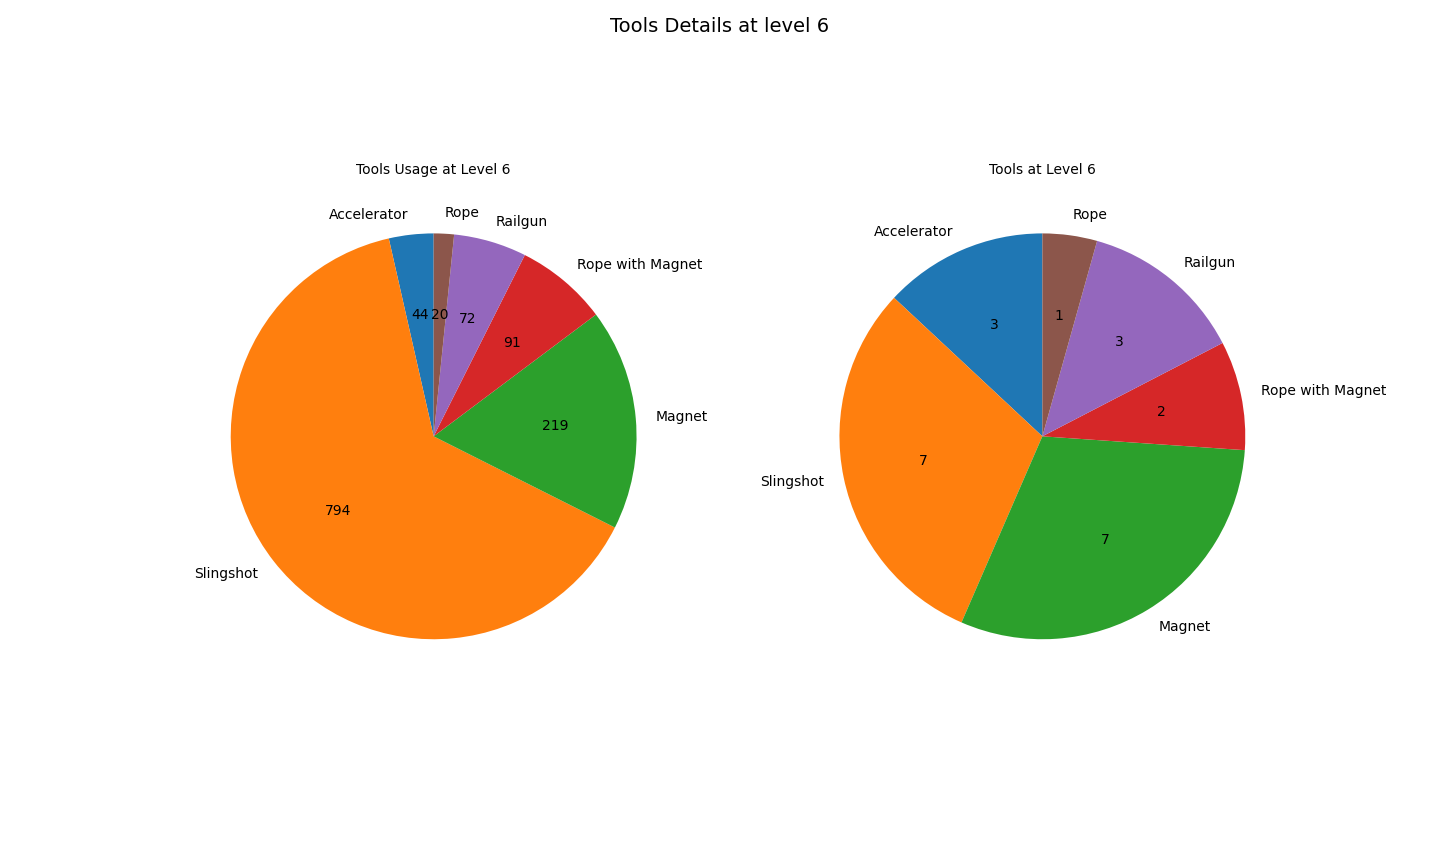 Tools Details at level 6
Tools Usage at Level 6
Accelerator
Rope
Railgun
Rope with Magnet
44
20
72
91
Magnet
219
794
Slingshot
Tools at Level 6
Rope
Accelerator
Railgun
1
3
3
Rope with Magnet
2
7
Slingshot
7
Magnet